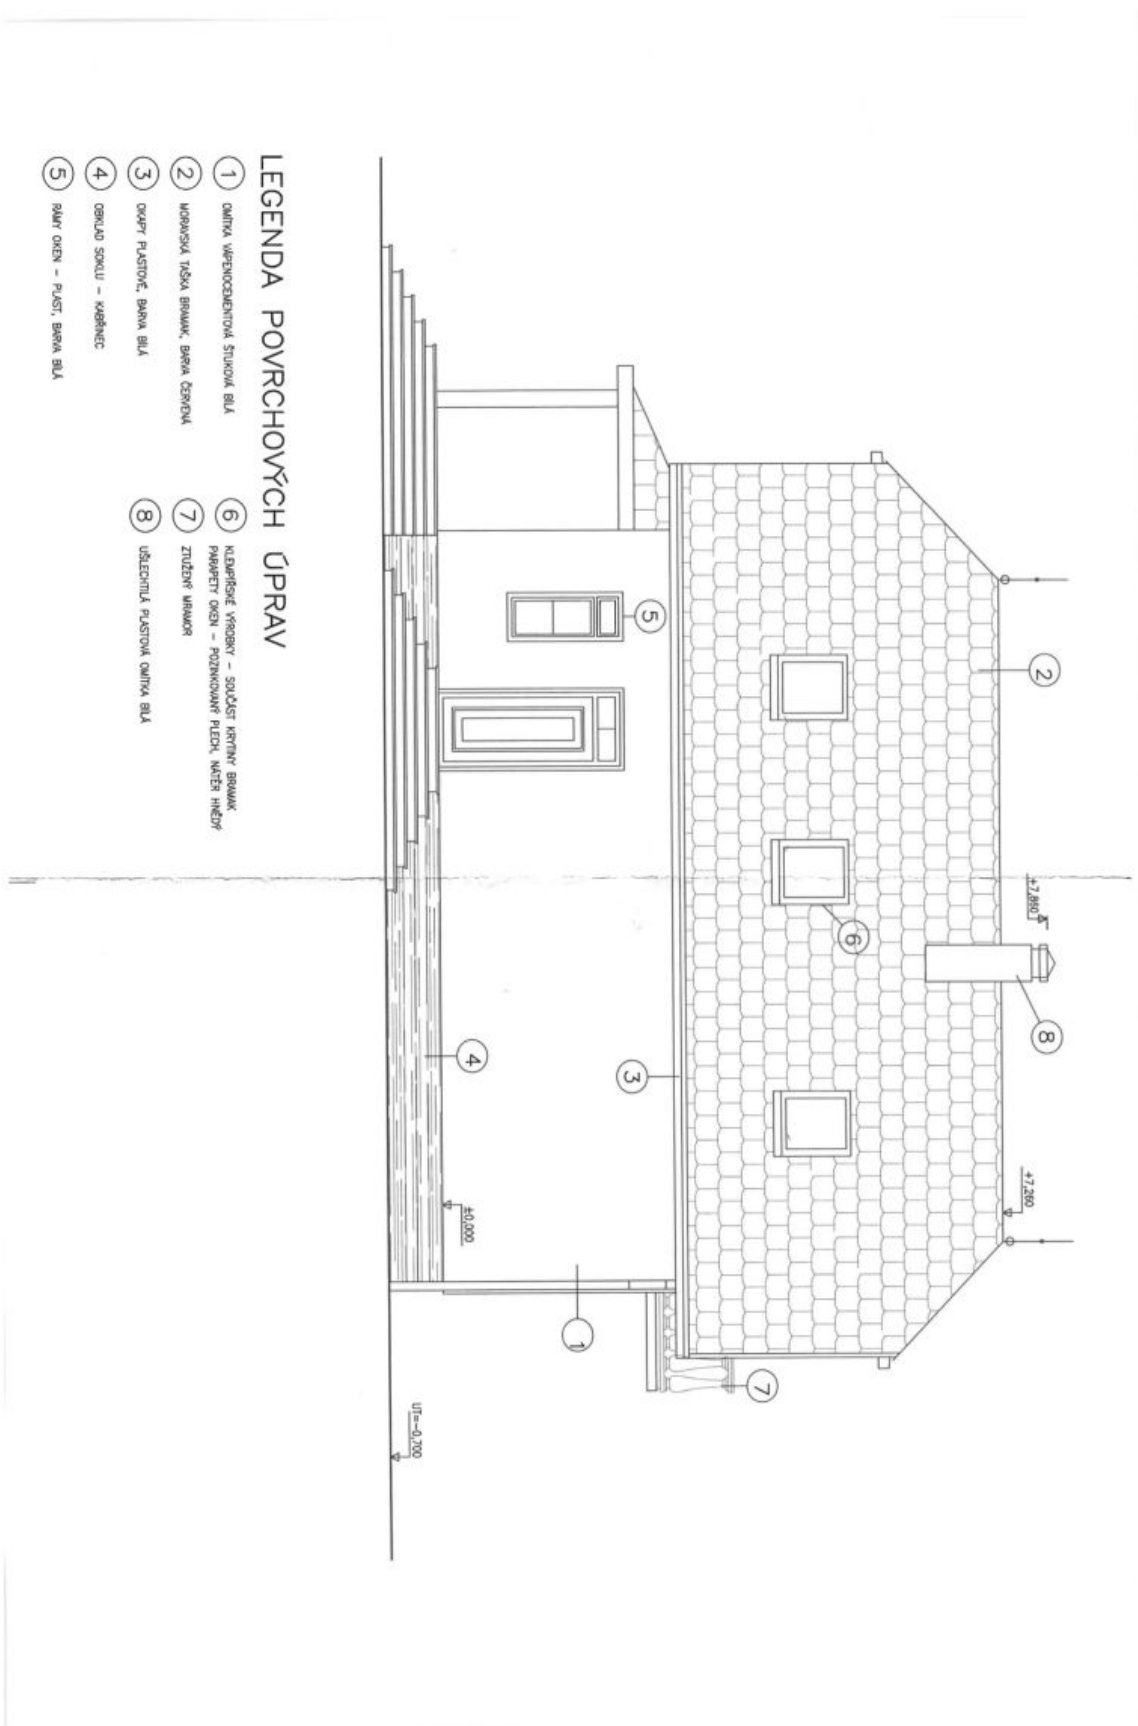 +7,860
+7,260
2
8
6
5
3
7
4
±0,000
1
UT=-0,700
LEGENDA POVRCHOVÝCH ÚPRAV
1 OMÍTKA VÁPENOCEMENTOVÁ ŠTUKOVÁ BÍLÁ
2 MORAVSKÁ TAŠKA BRAMAK, BARVA ČERVENÁ
3 OKAPY PLASTOVÉ, BARVA BÍLÁ
4 OBKLAD SOKLU – KABŘINEC
5 RÁMY OKEN – PLAST, BARVA BÍLÁ
6 KLEMPÍŘSKÉ VÝROBKY – SOUČÁST KRYTINY BRAMAK
PARAPETY OKEN – POZINKOVANÝ PLECH, NÁTĚR HNĚDÝ
7 ZTUŽENÝ MRAMOR
8 UŠLECHTILÁ PLASTOVÁ OMÍTKA BÍLÁ